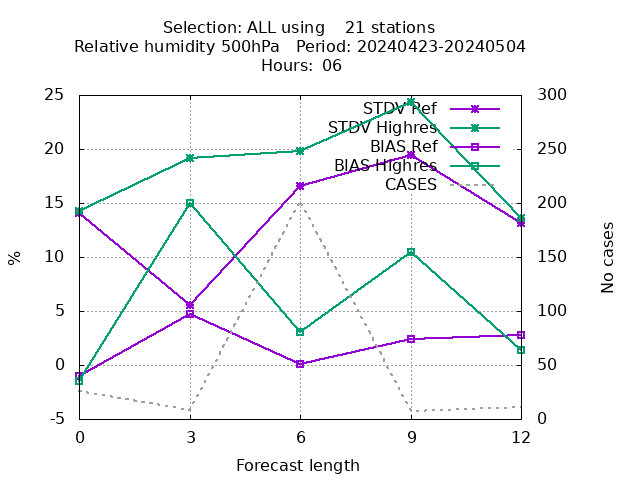 Selection: ALL using    21 stations
Relative humidity 500hPa   Period: 20240423-20240504
Hours: 06
25
20
15
10
5
0
-5
300
250
200
150
100
50
0
STDV Ref
STDV Highres
BIAS Ref
BIAS Highres
CASES
%
No cases
0 3 6 9 12
Forecast length